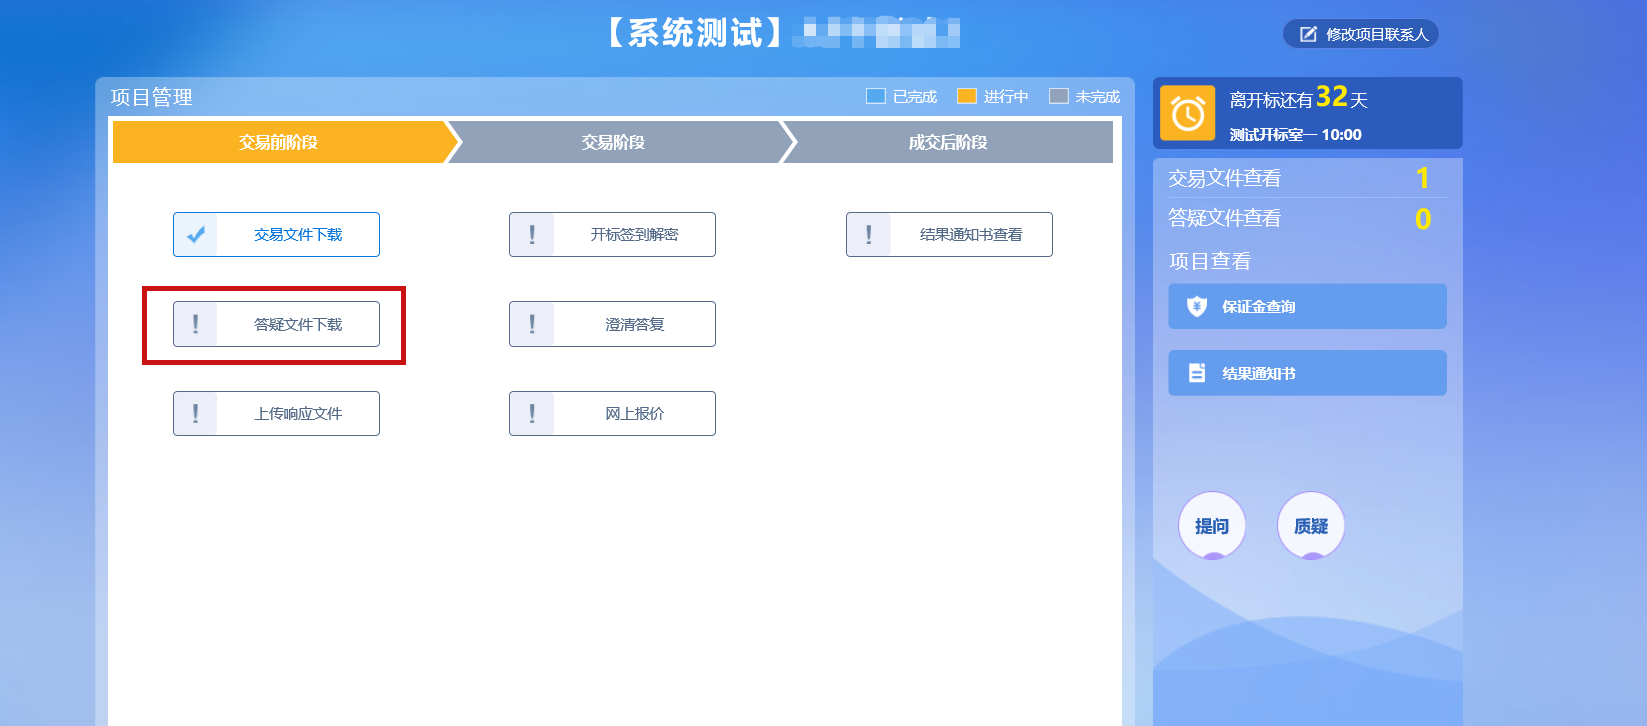 【系统测试】
修改项目联系人
项目管理
已完成 进行中 未完成
交易前阶段 交易阶段 成交后阶段
交易文件下载 开标签到解密 结果通知书查看
答疑文件下载 澄清答复
上传响应文件 网上报价
离开标还有32天
测试开标室一 10:00
交易文件查看 1
答疑文件查看 0
项目查看
保证金查询
结果通知书
提问 质疑